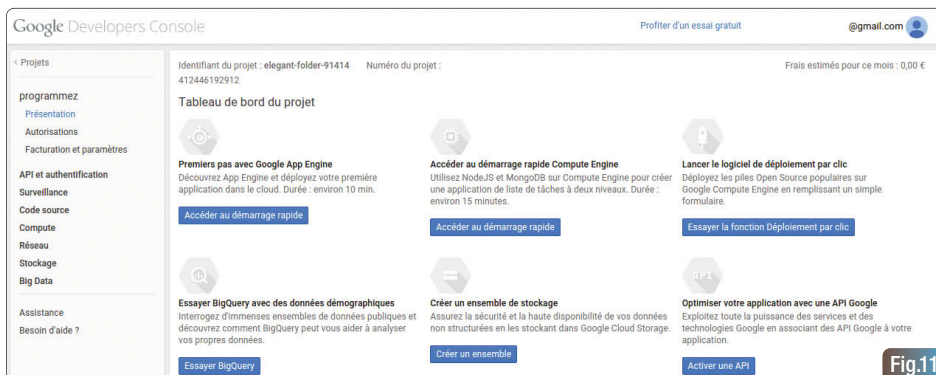 Google Developers Console
Profiter d'un essai gratuit
@gmail.com
< Projets
programmez
Présentation
Autorisations
Facturation et paramètres
API et authentification
Surveillance
Code source
Compute
Réseau
Stockage
Big Data
Assistance
Besoin d'aide ?
Identifiant du projet : elegant-folder-91414 Numéro du projet :
412446192912
Frais estimés pour ce mois : 0,00 €
Tableau de bord du projet
Premiers pas avec Google App Engine
Découvrez App Engine et déployez votre première
application dans le cloud. Durée : environ 10 min.
Accéder au démarrage rapide
Accéder au démarrage rapide Compute Engine
Utilisez NodeJS et MongoDB sur Compute Engine pour créer
une application de liste de tâches à deux niveaux. Durée :
environ 15 minutes.
Accéder au démarrage rapide
Lancer le logiciel de déploiement par clic
Déployez les piles Open Source populaires sur
Google Compute Engine en remplissant un simple
formulaire.
Essayer la fonction Déploiement par clic
Essayer BigQuery avec des données démographiques
Interrogez d'immenses ensembles de données publiques et
découvrez comment BigQuery peut vous aider à analyser
vos propres données.
Essayer BigQuery
Créer un ensemble de stockage
Assurez la sécurité et la haute disponibilité de vos données
non structurées en les stockant dans Google Cloud Storage.
Créer un ensemble
API
Optimiser votre application avec une API Google
Exploitez toute la puissance des services et des
technologies Google en associant des API Google à votre
application.
Activer une API
Fig.11